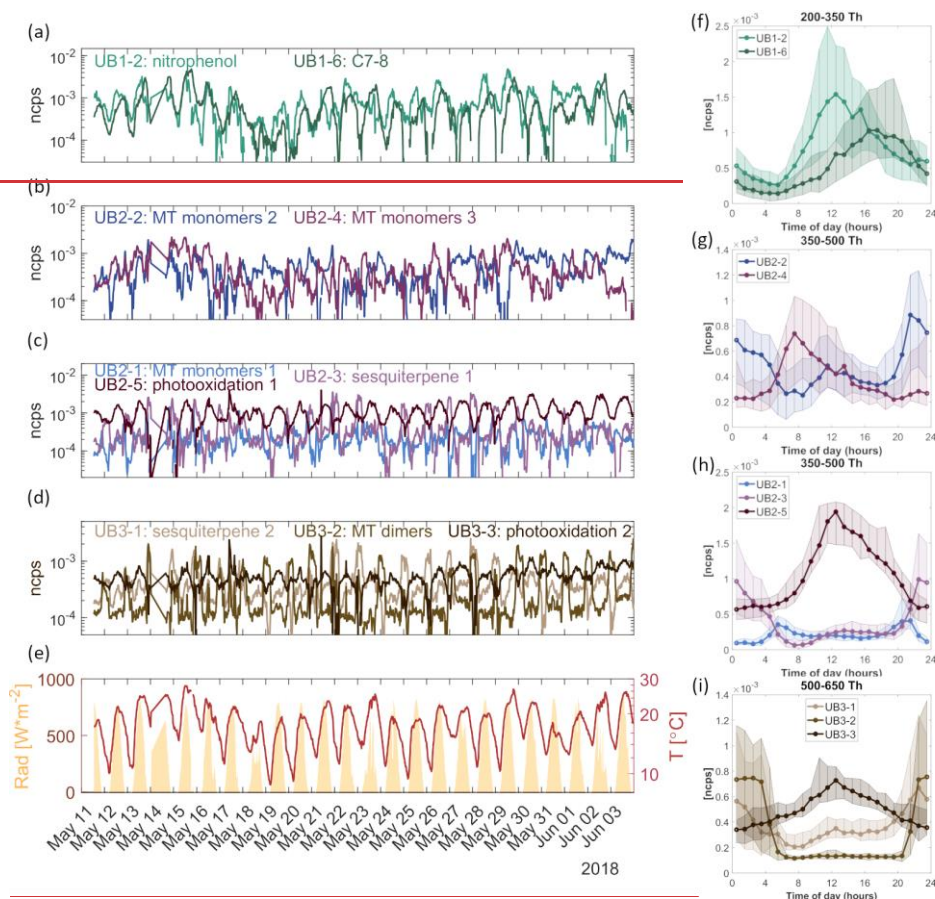 (a)
UB1-2: nitrophenol UB1-6: C7-8
10^-2
10^-3
10^-4
ncps
(b)
UB2-2: MT monomers 2 UB2-4: MT monomers 3
10^-2
10^-3
10^-4
ncps
(c)
UB2-1: MT monomers 1 UB2-3: sesquiterpene 1
UB2-5: photooxidation 1
10^-2
10^-3
10^-4
ncps
(d)
UB3-1: sesquiterpene 2 UB3-2: MT dimers UB3-3: photooxidation 2
10^-3
10^-4
ncps
(e)
Rad [W*m^-2]
1000
500
0
30
20
10
T [°C]
May 11
May 12
May 13
May 14
May 15
May 16
May 17
May 18
May 19
May 20
May 21
May 22
May 23
May 24
May 25
May 26
May 27
May 28
May 29
May 30
May 31
Jun 01
Jun 02
Jun 03
2018
(f)
200-350 Th
×10^-3
UB1-2
UB1-6
2.5
2
1.5
1
0.5
0
[ncps]
0 4 8 12 16 20 24
Time of day (hours)
(g)
350-500 Th
×10^-3
UB2-2
UB2-4
1.4
1.2
1
0.8
0.6
0.4
0.2
0
[ncps]
0 4 8 12 16 20 24
Time of day (hours)
(h)
350-500 Th
×10^-3
UB2-1
UB2-3
UB2-5
2.5
2
1.5
1
0.5
0
[ncps]
0 4 8 12 16 20 24
Time of day (hours)
(i)
500-650 Th
×10^-3
UB3-1
UB3-2
UB3-3
1.4
1.2
1
0.8
0.6
0.4
0.2
0
[ncps]
0 4 8 12 16 20 24
Time of day (hours)